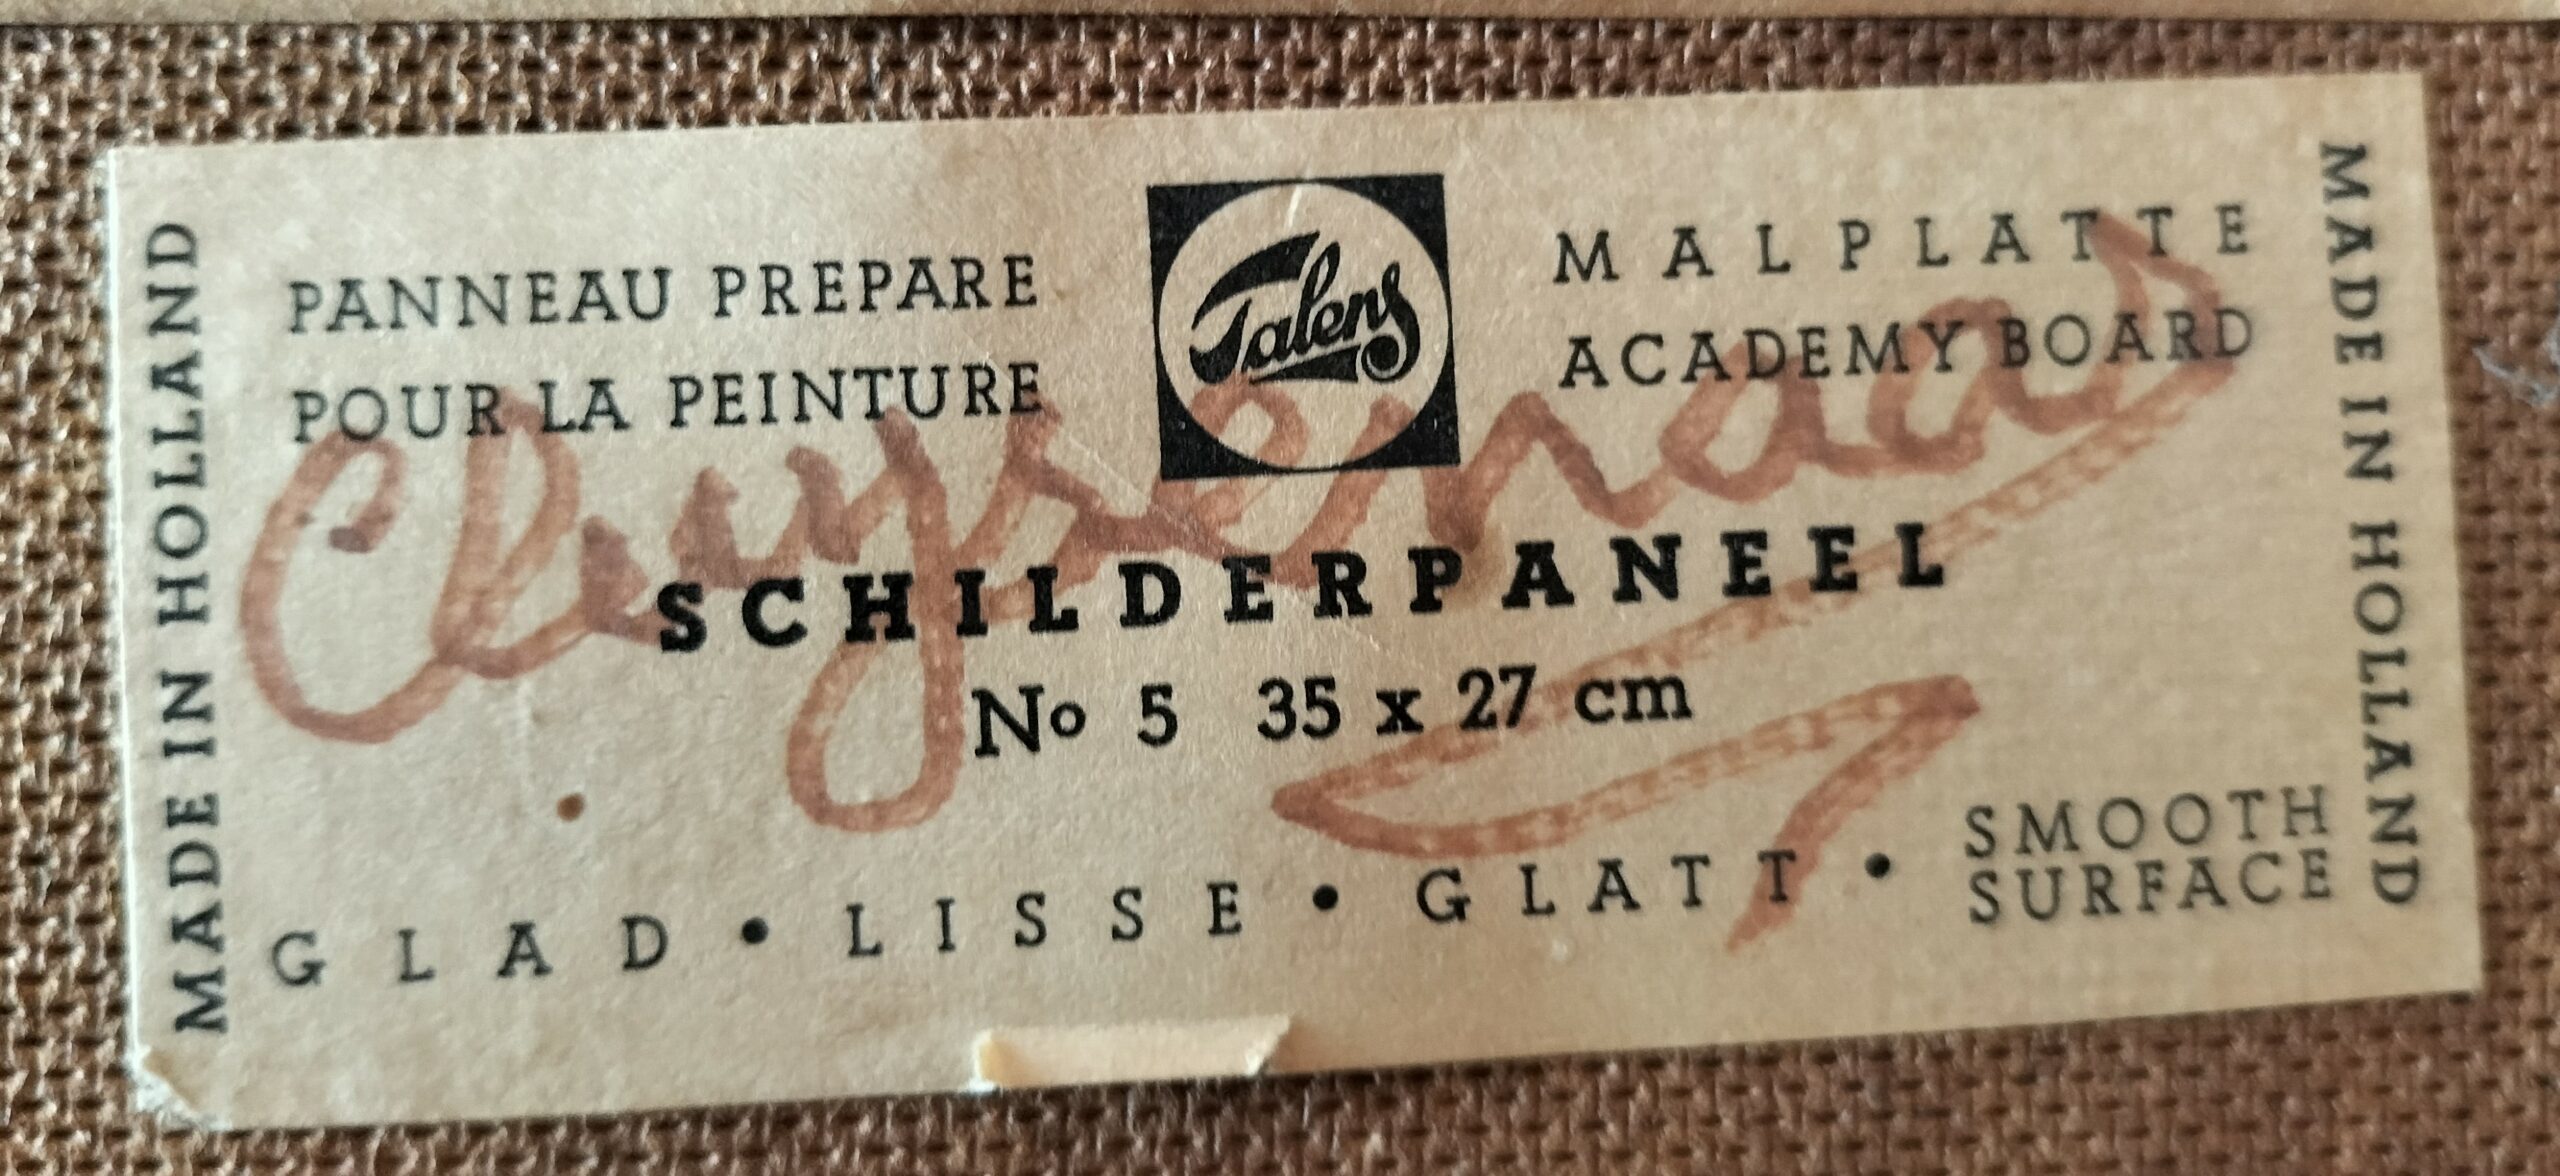 MADE IN HOLLAND
PANNEAU PREPARE
POUR LA PEINTURE
Talens
MALPLATTE
ACADEMY BOARD
Cluysenaar
SCHILDERPANEEL
No 5 35 x 27 cm
GLAD • LISSE • GLATT • SMOOTH SURFACE
MADE IN HOLLAND